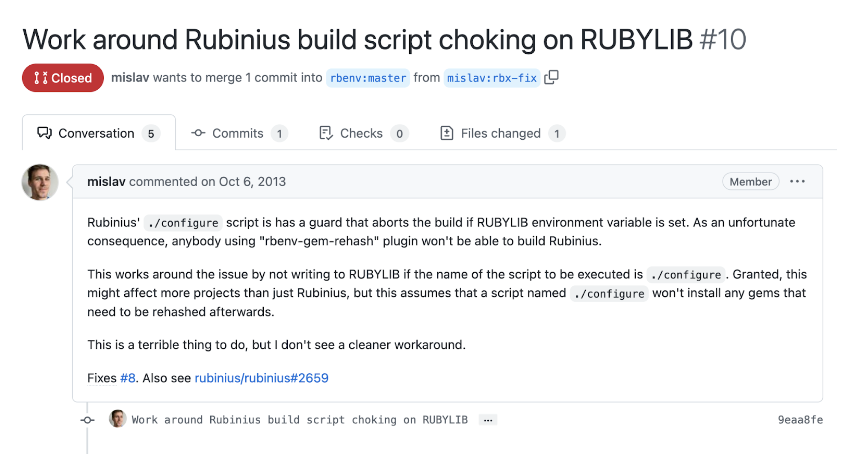 Work around Rubinius build script choking on RUBYLIB #10
Closed mislav wants to merge 1 commit into rbenv:master from mislav:rbx-fix
Conversation 5 Commits 1 Checks 0 Files changed 1
mislav commented on Oct 6, 2013 Member ...
Rubinius' ./configure script is has a guard that aborts the build if RUBYLIB environment variable is set. As an unfortunate
consequence, anybody using "rbenv-gem-rehash" plugin won't be able to build Rubinius.
This works around the issue by not writing to RUBYLIB if the name of the script to be executed is ./configure. Granted, this
might affect more projects than just Rubinius, but this assumes that a script named ./configure won't install any gems that
need to be rehashed afterwards.
This is a terrible thing to do, but I don't see a cleaner workaround.
Fixes #8. Also see rubinius/rubinius#2659
Work around Rubinius build script choking on RUBYLIB ... 9eaa8fe